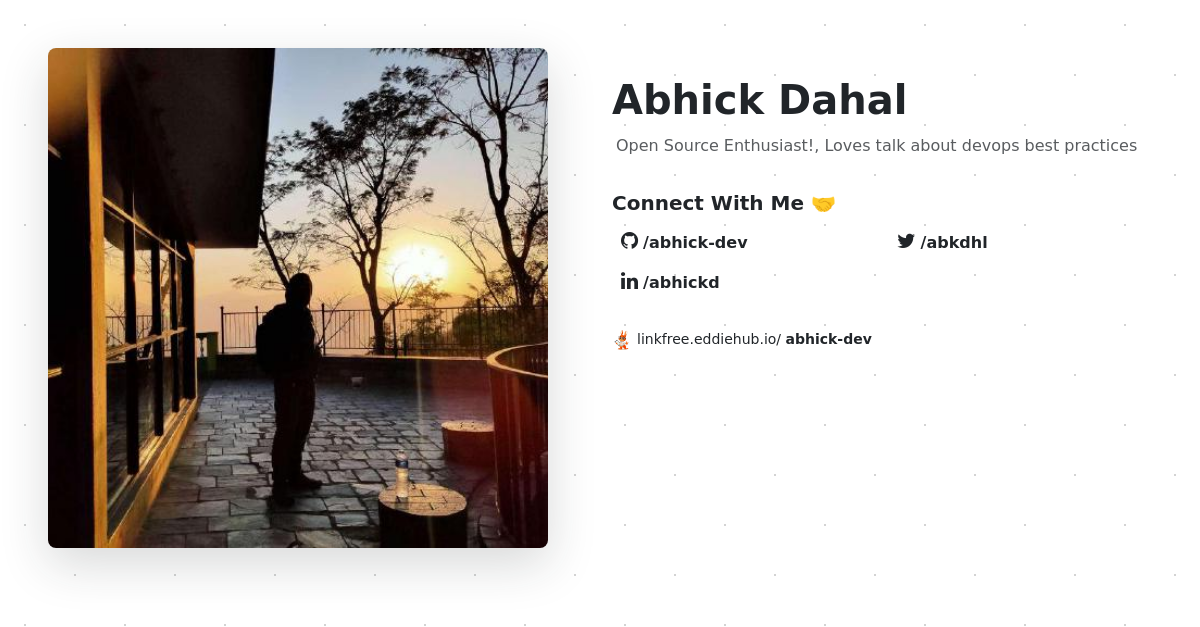 Abhick Dahal
Open Source Enthusiast!, Loves talk about devops best practices
Connect With Me 🤝
/abhick-dev
/abkdhl
/abhickd
linkfree.eddiehub.io/ abhick-dev